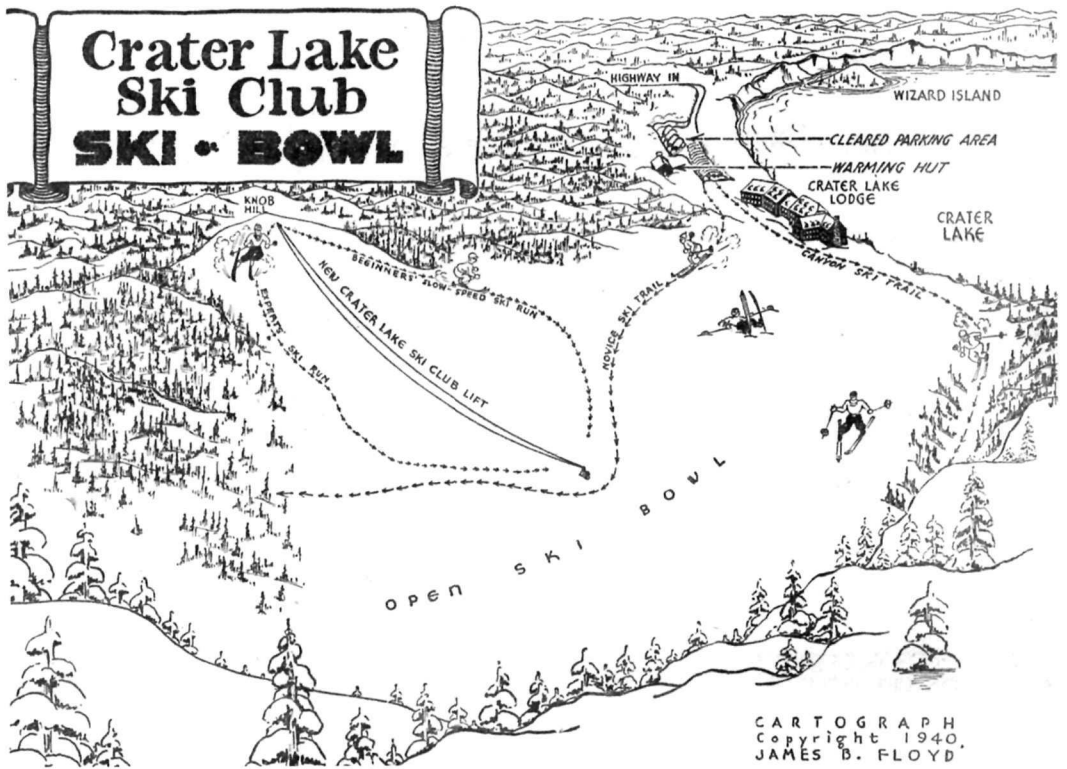 Crater Lake
Ski Club
SKI BOWL
HIGHWAY IN
WIZARD ISLAND
CLEARED PARKING AREA
WARMING HUT
CRATER LAKE
LODGE
CRATER
LAKE
CANYON SKI TRAIL
KNOB
HILL
BEGINNERS' SLOW-SPEED SKI RUN
NEW CRATER LAKE SKI CLUB LIFT
EXPERTS SKI RUN
NOVICE SKI TRAIL
OPEN SKI BOWL
CARTOGRAPH
Copyright 1940,
JAMES B. FLOYD